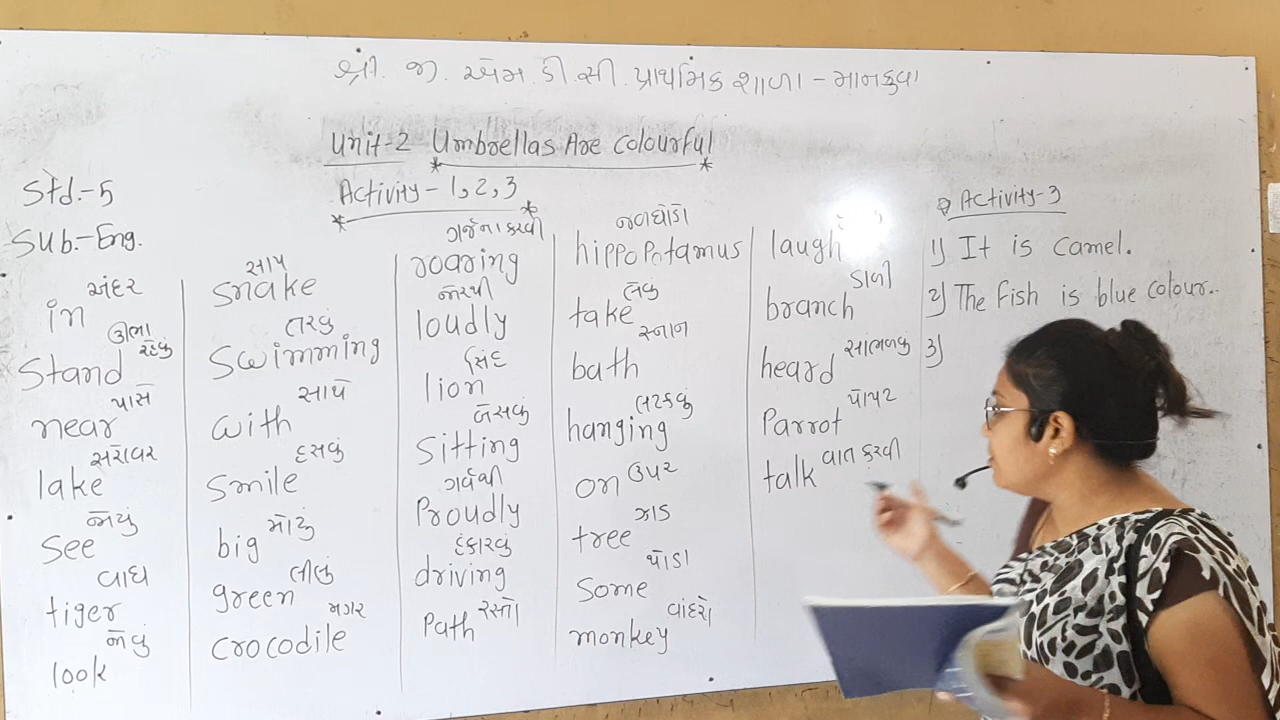 શ્રી. જી. એમ. ડી. સી. પ્રાથમિક શાળા - માનકુવા
Unit-2 Umbrellas Are Colourful
Activity - 1, 2, 3
Std.-5
Sub.-Eng.
અંદર
in
ઊભા રહેવું
Stand
પાસે
near
સરોવર
lake
જોયું
See
વાઘ
tiger
જોવું
look
સાપ
Snake
તરવું
Swimming
સાથે
with
હસવું
Smile
મોટું
big
લીલું
green
મગર
crocodile
ગર્જના કરવી
roaring
જોરથી
loudly
સિંહ
lion
બેસવું
Sitting
ગર્વથી
Proudly
હંકારવું
driving
રસ્તો
Path
જળઘોડો
hippopotamus
લેવું
take
સ્નાન
bath
લટકવું
hanging
ઉપર
on
ઝાડ
tree
થોડા
Some
વાંદરો
monkey
laugh
ડાળી
branch
સાંભળવું
heard
પોપટ
Parrot
વાત કરવી
talk
Activity-3
1) It is Camel.
2) The Fish is blue colour..
3)